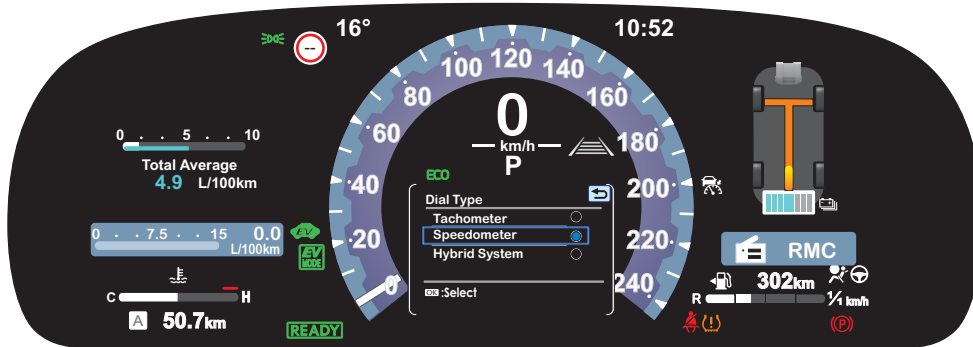 16°
10:52
--
0 . . 5 . . 10
Total Average
4.9 L/100km
0 . . 7.5 . . 15 0.0
L/100km
EV
EV
MODE
C H
A 50.7km
READY
0
·20
·40
·60
80
100
120
140
160
180
200·
220·
240
0
km/h
P
ECO
Dial Type
Tachometer
Speedometer
Hybrid System
OK :Select
RMC
302km
R 1/1 km/h
(!)
(P)